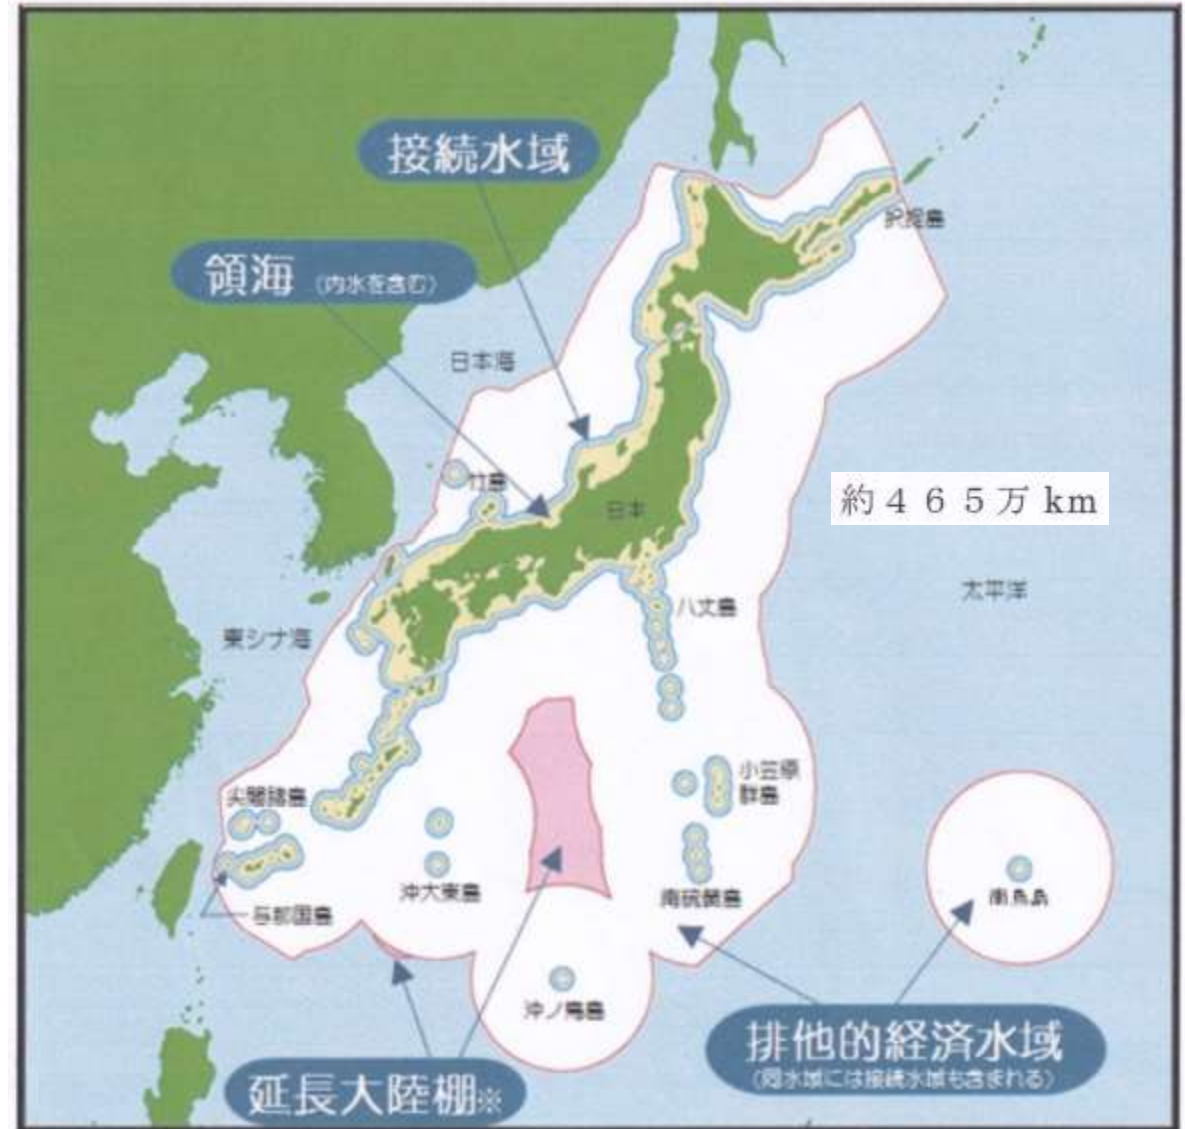 接続水域
領海（内水を含む）
択捉島
日本海
竹島
日本
約４６５万 km
太平洋
八丈島
東シナ海
尖閣諸島
小笠原
群島
沖大東島
南硫黄島
南鳥島
与那国島
沖ノ鳥島
排他的経済水域
（同水域には接続水域も含まれる）
延長大陸棚※